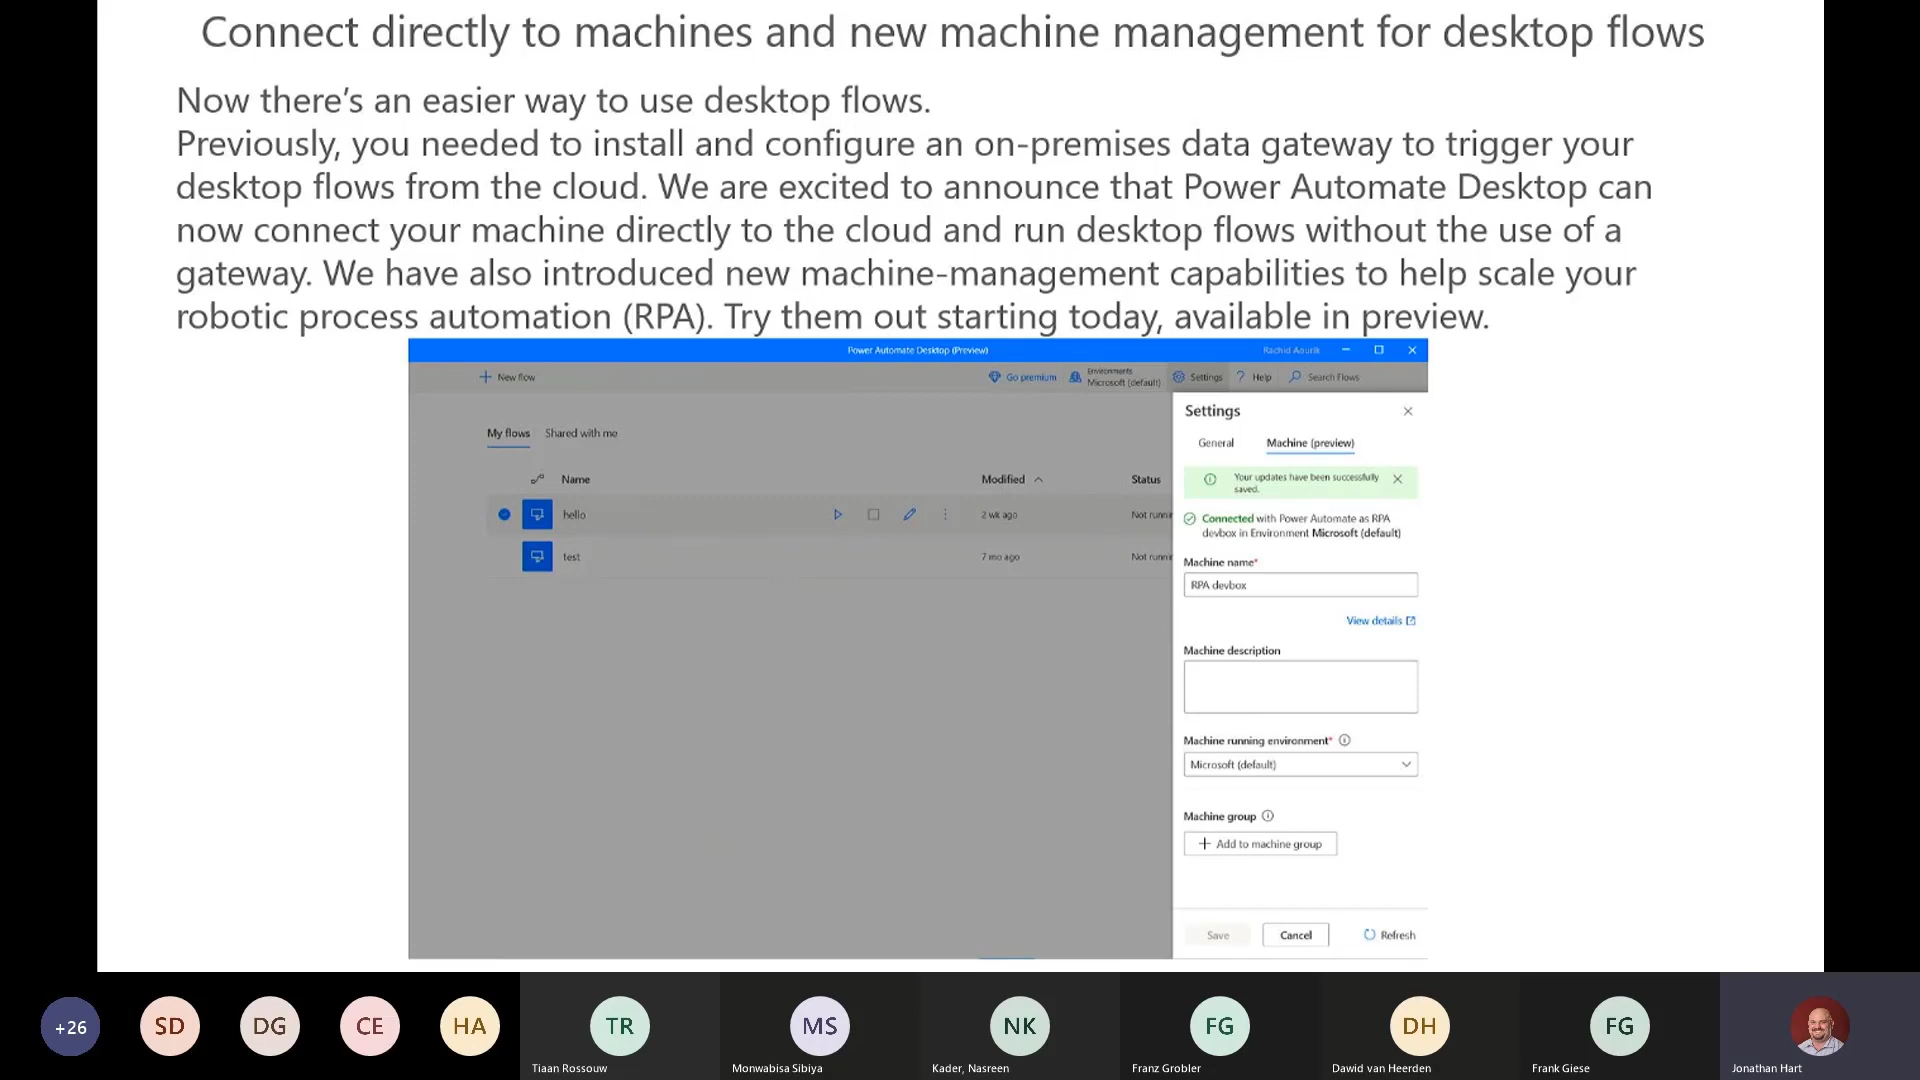 Connect directly to machines and new machine management for desktop flows
Now there's an easier way to use desktop flows.
Previously, you needed to install and configure an on-premises data gateway to trigger your
desktop flows from the cloud. We are excited to announce that Power Automate Desktop can
now connect your machine directly to the cloud and run desktop flows without the use of a
gateway. We have also introduced new machine-management capabilities to help scale your
robotic process automation (RPA). Try them out starting today, available in preview.
Power Automate Desktop (Preview)
Rachid Aourik
New flow
Go premium
Environments
Microsoft (default)
Settings
Help
Search Flows
Settings
General
Machine (preview)
My flows
Shared with me
Your updates have been successfully
saved.
Name
Modified
Status
hello
2 wk ago
Not runni
Connected with Power Automate as RPA
devbox in Environment Microsoft (default)
test
7 mo ago
Not runni
Machine name*
RPA devbox
View details
Machine description
Machine running environment*
Microsoft (default)
Machine group
+ Add to machine group
Save
Cancel
Refresh
+26
SD
DG
CE
HA
TR
MS
NK
FG
DH
FG
Tiaan Rossouw
Monwabisa Sibiya
Kader, Nasreen
Franz Grobler
Dawid van Heerden
Frank Giese
Jonathan Hart